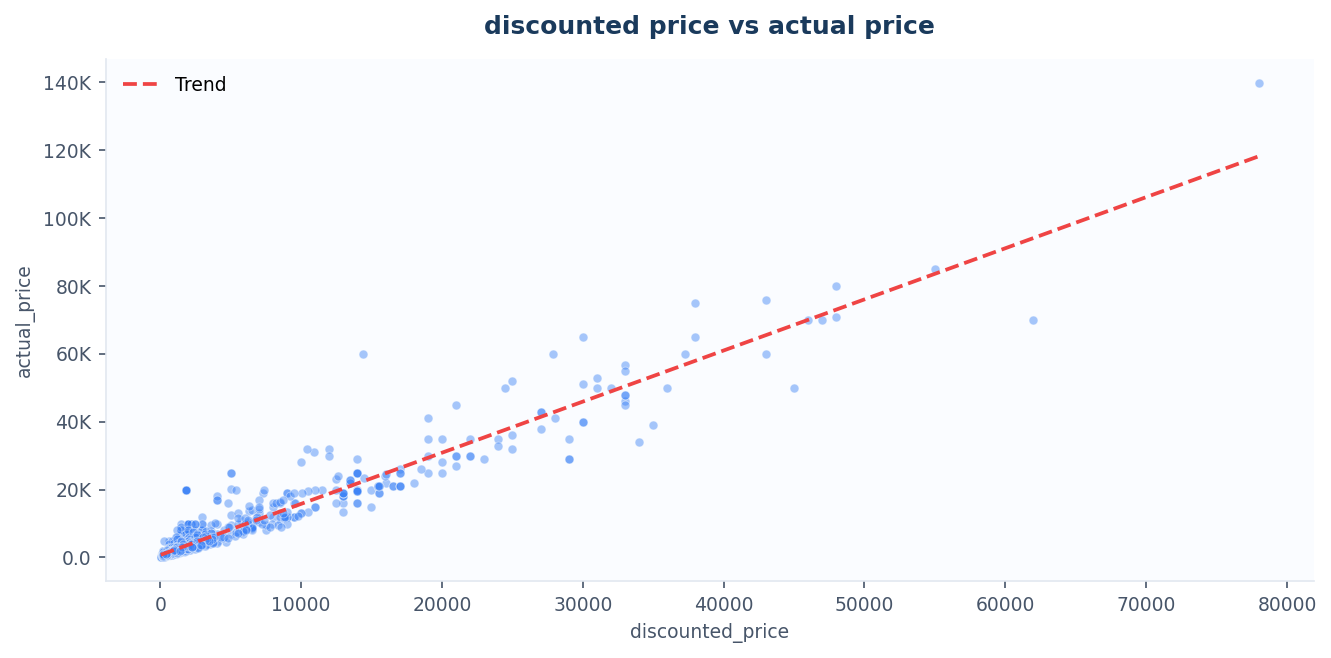 discounted price vs actual price
Trend
140K
120K
100K
80K
60K
40K
20K
0.0
actual_price
0 10000 20000 30000 40000 50000 60000 70000 80000
discounted_price